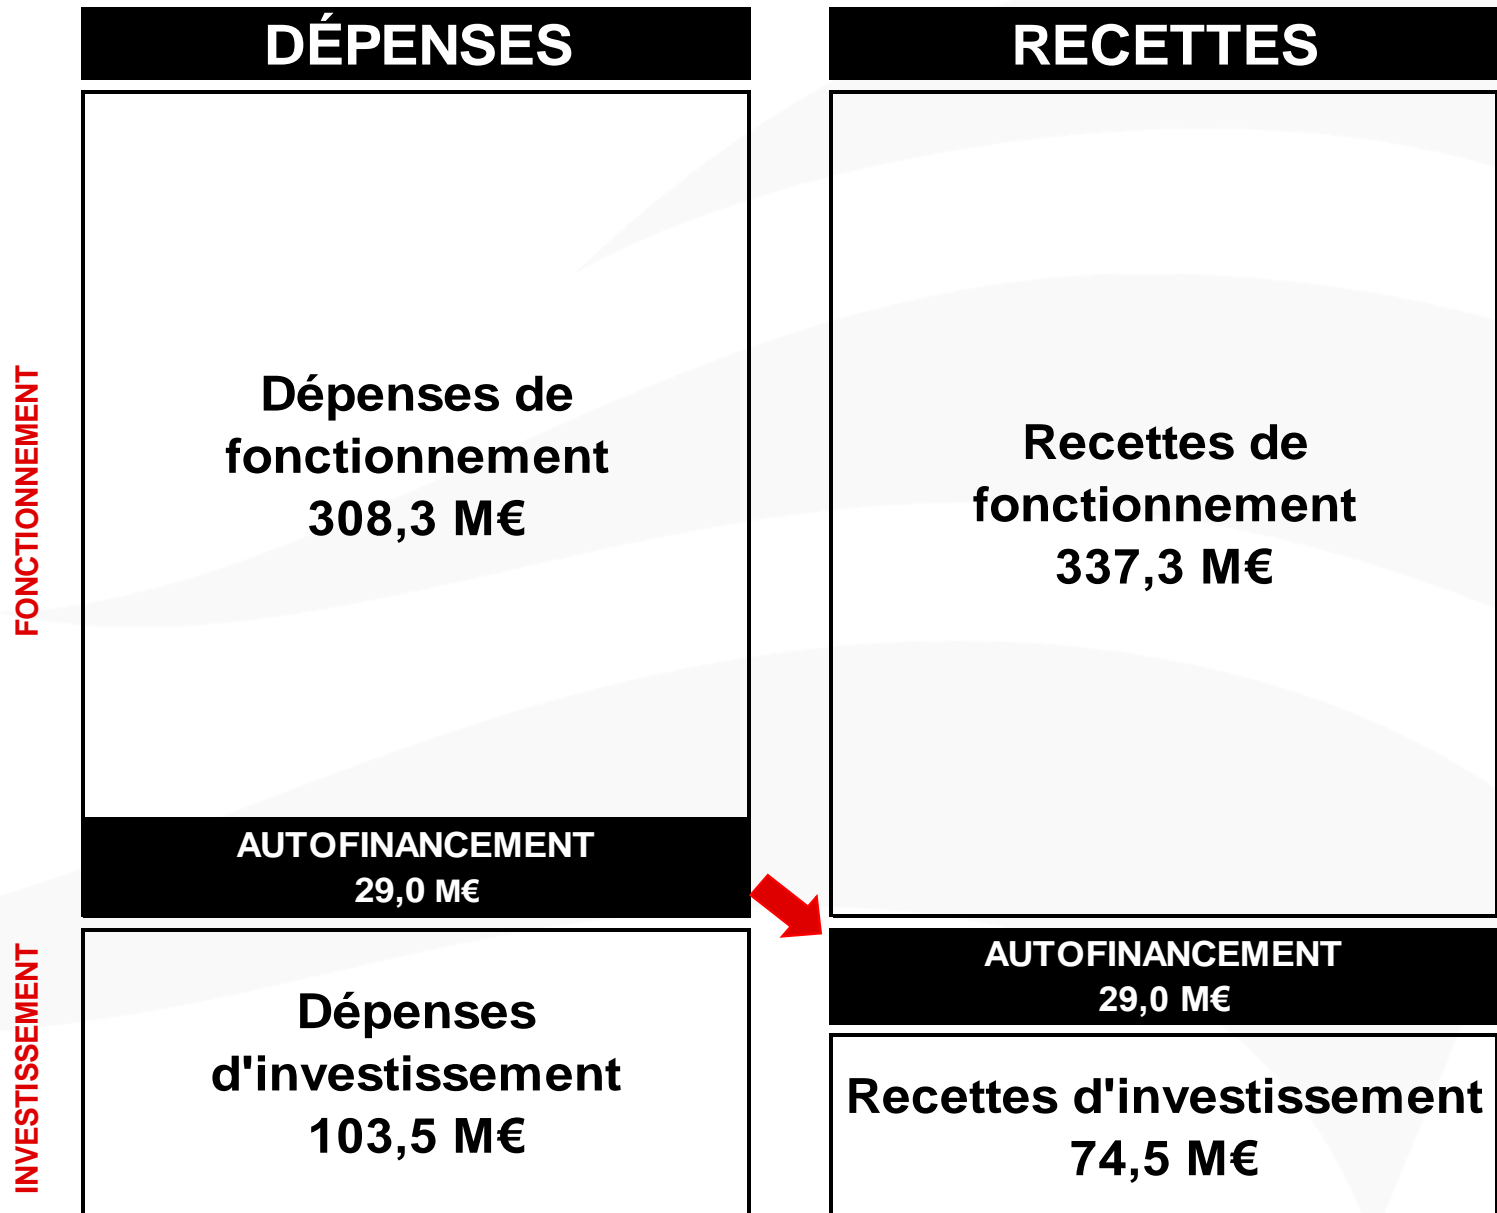 DÉPENSES
RECETTES
FONCTIONNEMENT
Dépenses de
fonctionnement
308,3 M€
Recettes de
fonctionnement
337,3 M€
AUTOFINANCEMENT
29,0 M€
INVESTISSEMENT
Dépenses
d'investissement
103,5 M€
AUTOFINANCEMENT
29,0 M€
Recettes d'investissement
74,5 M€